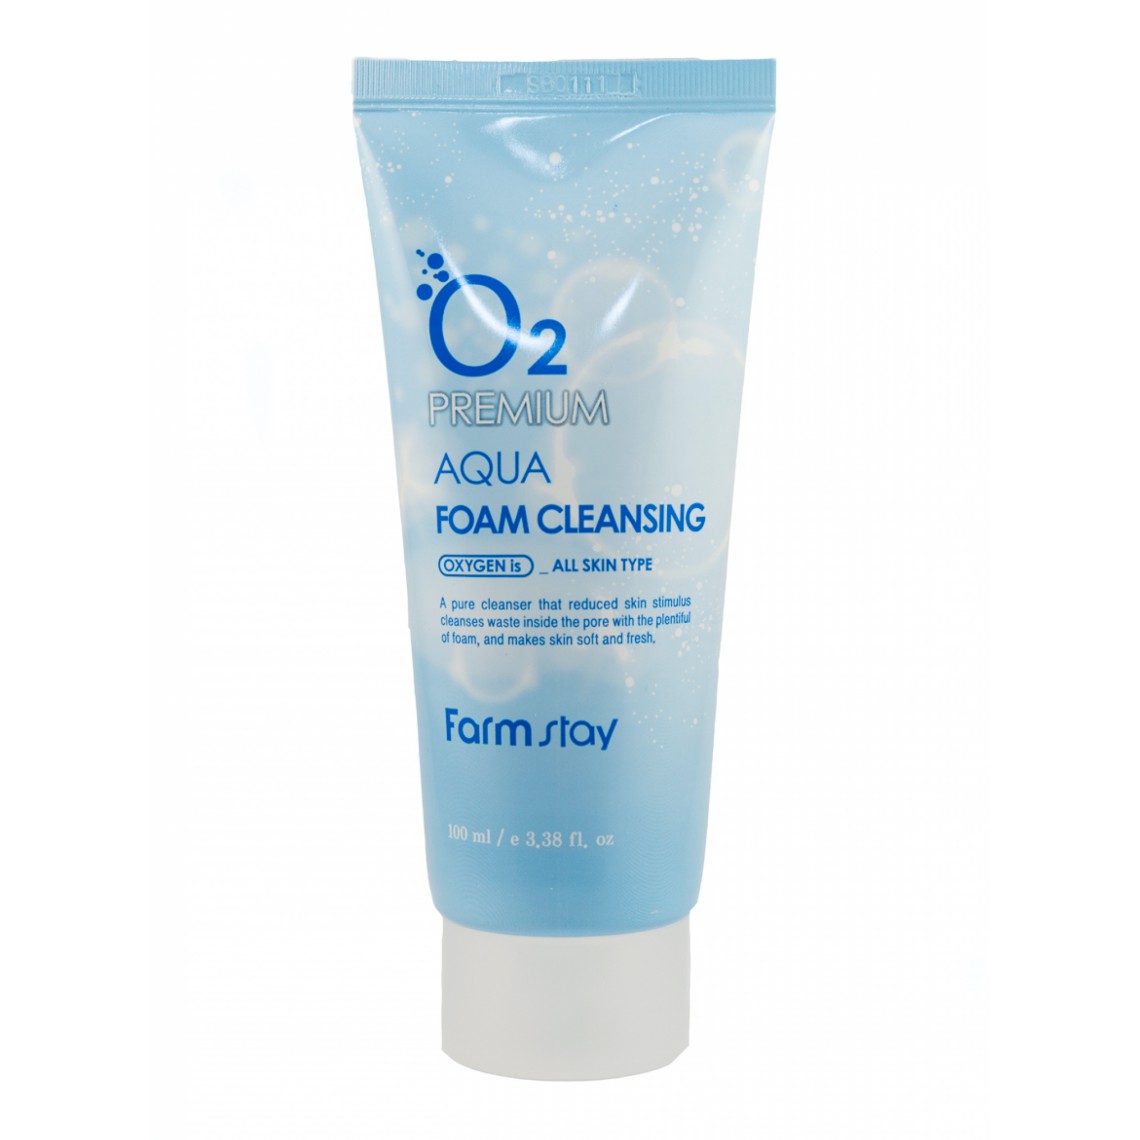 SBC111
O2
PREMIUM
AQUA
FOAM CLEANSING
OXYGEN is _ ALL SKIN TYPE
A pure cleanser that reduced skin stimulus
cleanses waste inside the pore with the plentiful
of foam, and makes skin soft and fresh.
Farm stay
100 ml / e 3.38 fl. oz